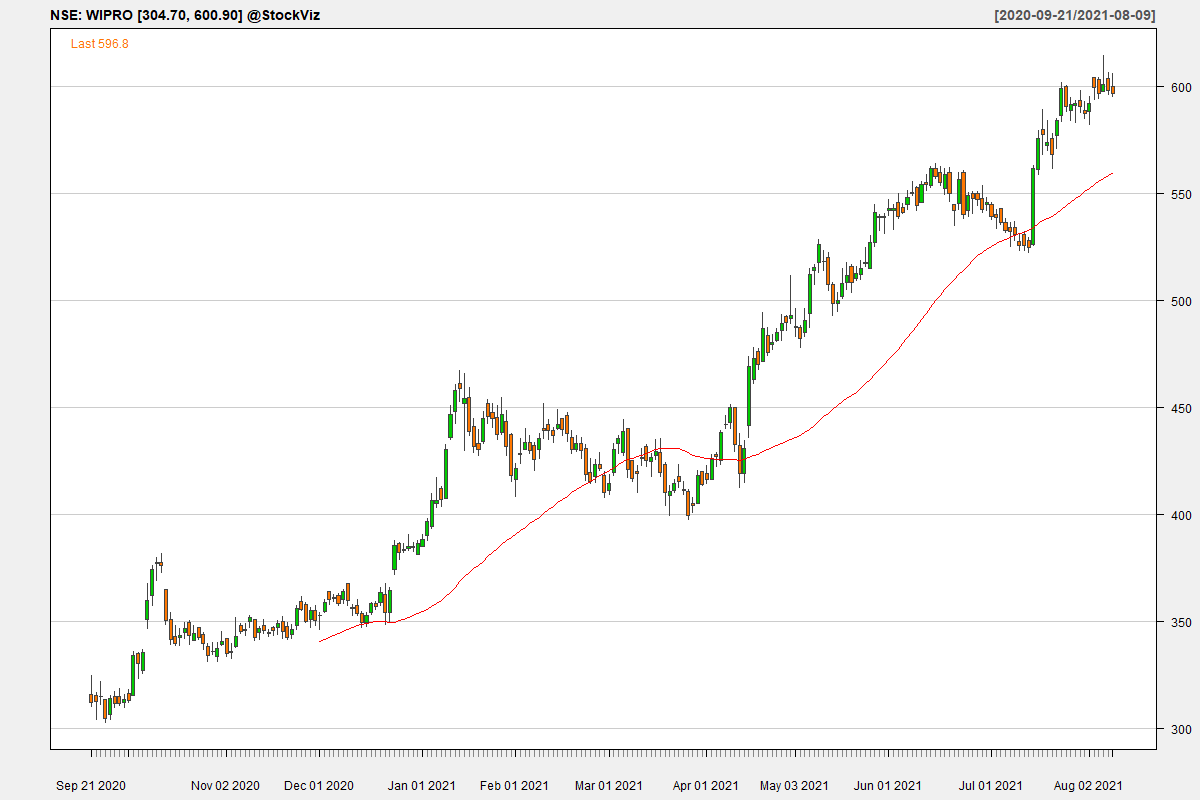 NSE: WIPRO [304.70, 600.90] @StockViz [2020-09-21/2021-08-09]
Last 596.8
600
550
500
450
400
350
300
Sep 21 2020 Nov 02 2020 Dec 01 2020 Jan 01 2021 Feb 01 2021 Mar 01 2021 Apr 01 2021 May 03 2021 Jun 01 2021 Jul 01 2021 Aug 02 2021